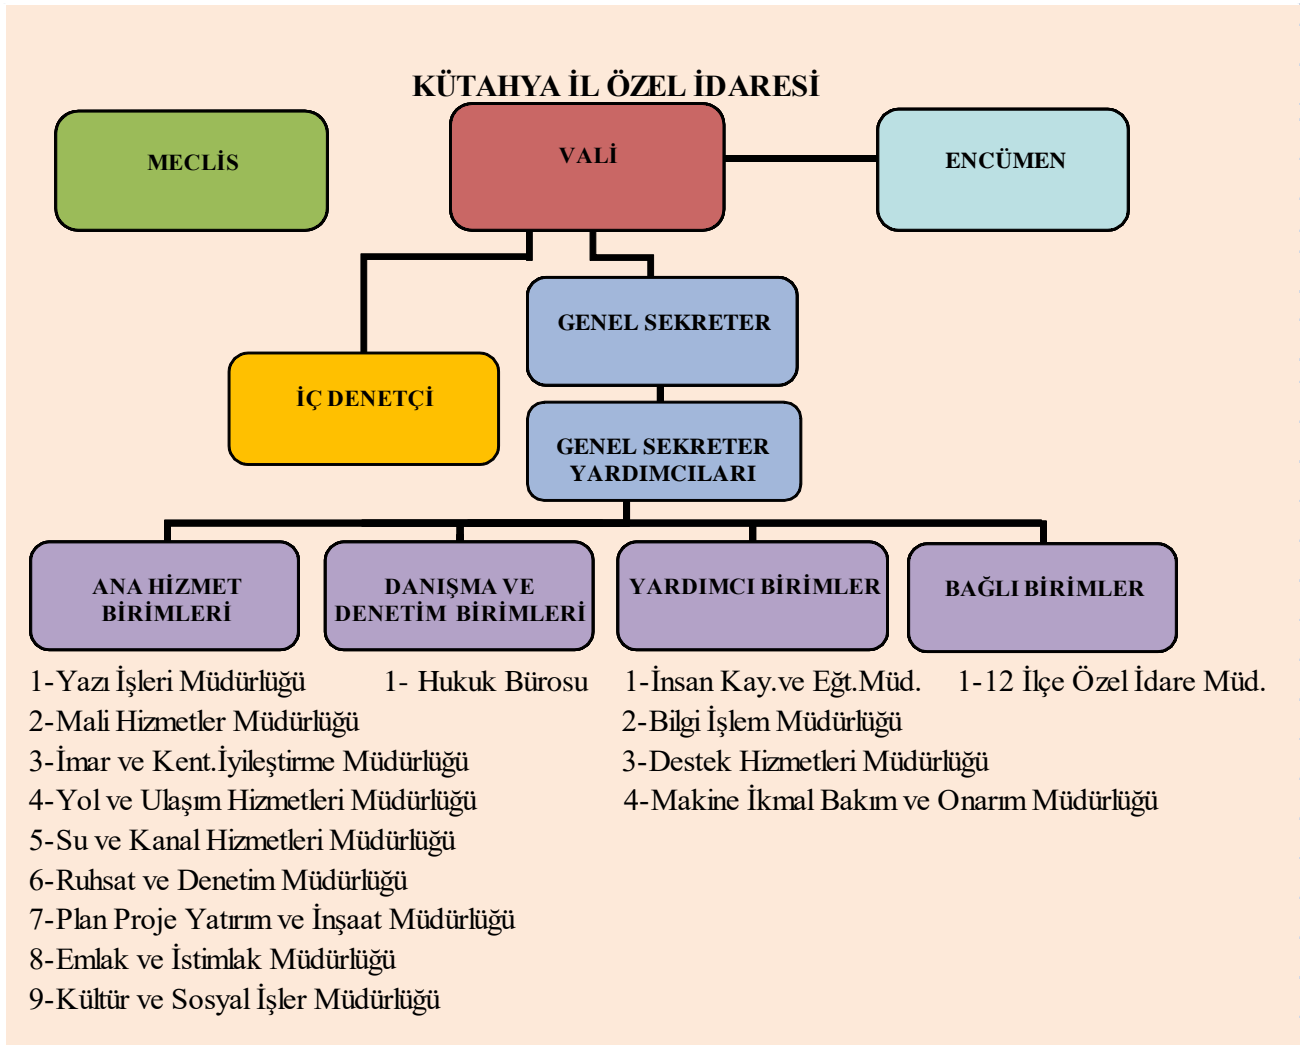 KÜTAHYA İL ÖZEL İDARESİ
MECLİS
VALİ
ENCÜMEN
GENEL SEKRETER
İÇ DENETÇİ
GENEL SEKRETER
YARDIMCILARI
ANA HİZMET
BİRİMLERİ
DANIŞMA VE
DENETİM BİRİMLERİ
YARDIMCI BİRİMLER
BAĞLI BİRİMLER
1-Yazı İşleri Müdürlüğü
2-Mali Hizmetler Müdürlüğü
3-İmar ve Kent.İyileştirme Müdürlüğü
4-Yol ve Ulaşım Hizmetleri Müdürlüğü
5-Su ve Kanal Hizmetleri Müdürlüğü
6-Ruhsat ve Denetim Müdürlüğü
7-Plan Proje Yatırım ve İnşaat Müdürlüğü
8-Emlak ve İstimlak Müdürlüğü
9-Kültür ve Sosyal İşler Müdürlüğü
1- Hukuk Bürosu
1-İnsan Kay.ve Eğt.Müd.
2-Bilgi İşlem Müdürlüğü
3-Destek Hizmetleri Müdürlüğü
4-Makine İkmal Bakım ve Onarım Müdürlüğü
1-12 İlçe Özel İdare Müd.